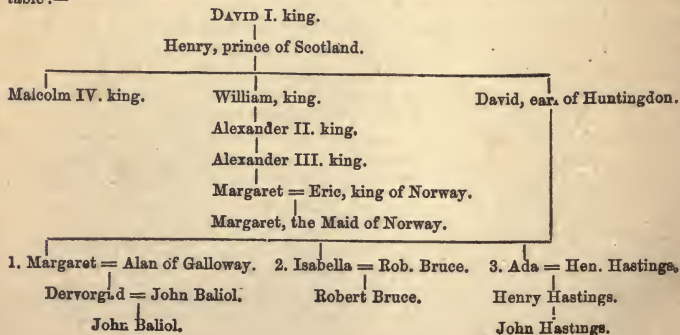 table:—
DAVID I. king.
Henry, prince of Scotland.
Malcolm IV. king. William, king. David, ear. of Huntingdon.
Alexander II. king.
Alexander III. king.
Margaret = Eric, king of Norway.
Margaret, the Maid of Norway.
1. Margaret = Alan of Galloway. 2. Isabella = Rob. Bruce. 3. Ada = Hen. Hastings.
Dervorgid = John Baliol. Robert Bruce. Henry Hastings.
John Baliol. John Hastings.